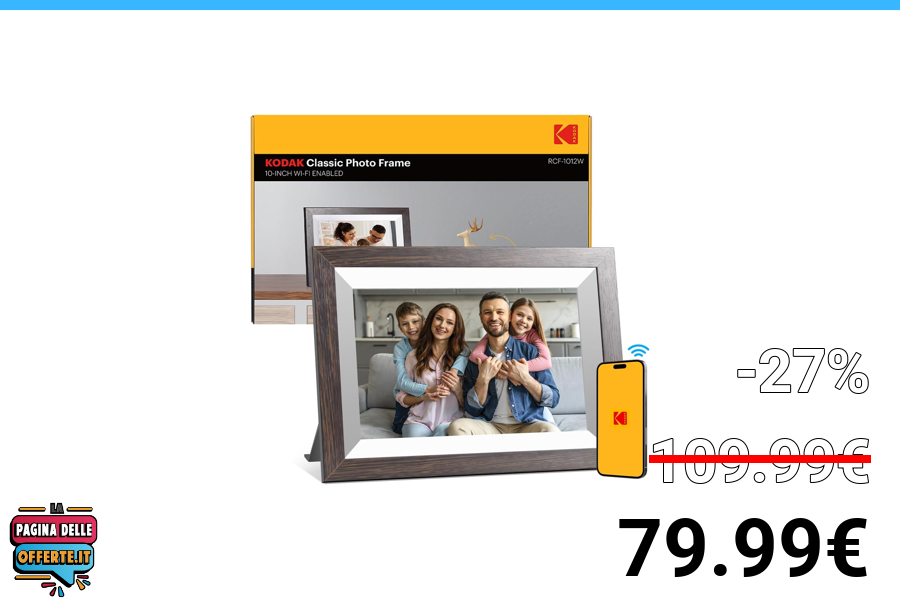 KODAK Classic Photo Frame
10-INCH WI-FI ENABLED
RCF-1012W
-27%
109.99€
79.99€
LA
PAGINA DELLE
OFFERTE.IT